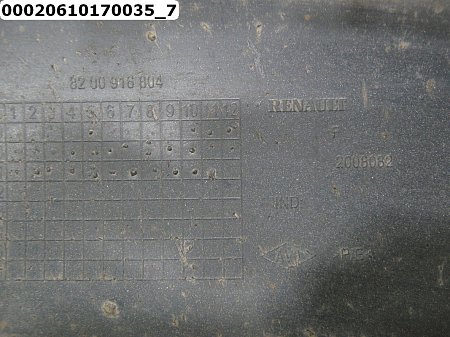 00020610170035_7
82 00 916 804
1 2 3 4 5 6 7 8 9 10 11 12
RENAULT
F
IND